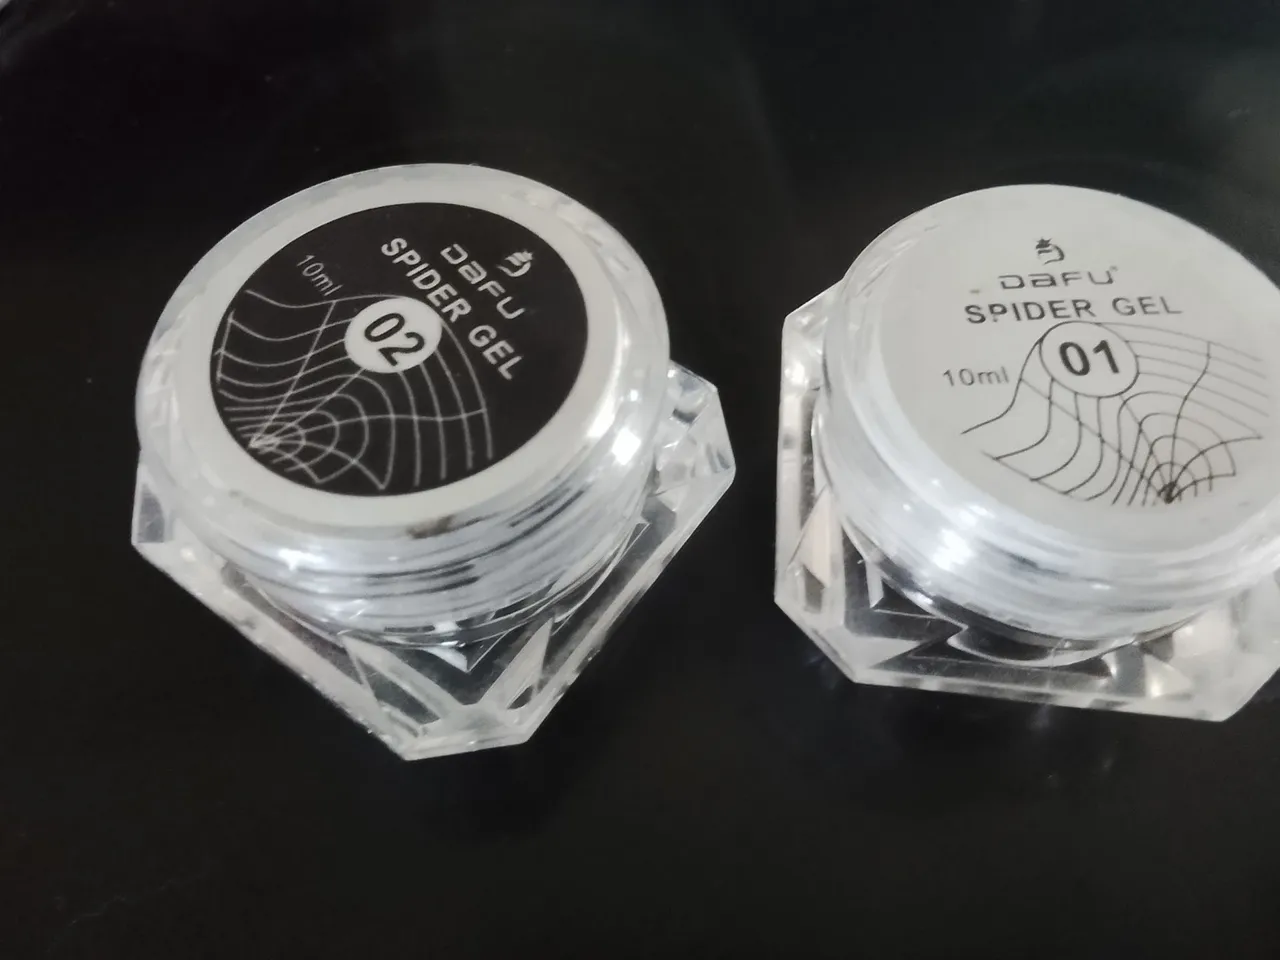 DAFU
SPIDER GEL
10ml
02
DAFU
SPIDER GEL
10ml
01